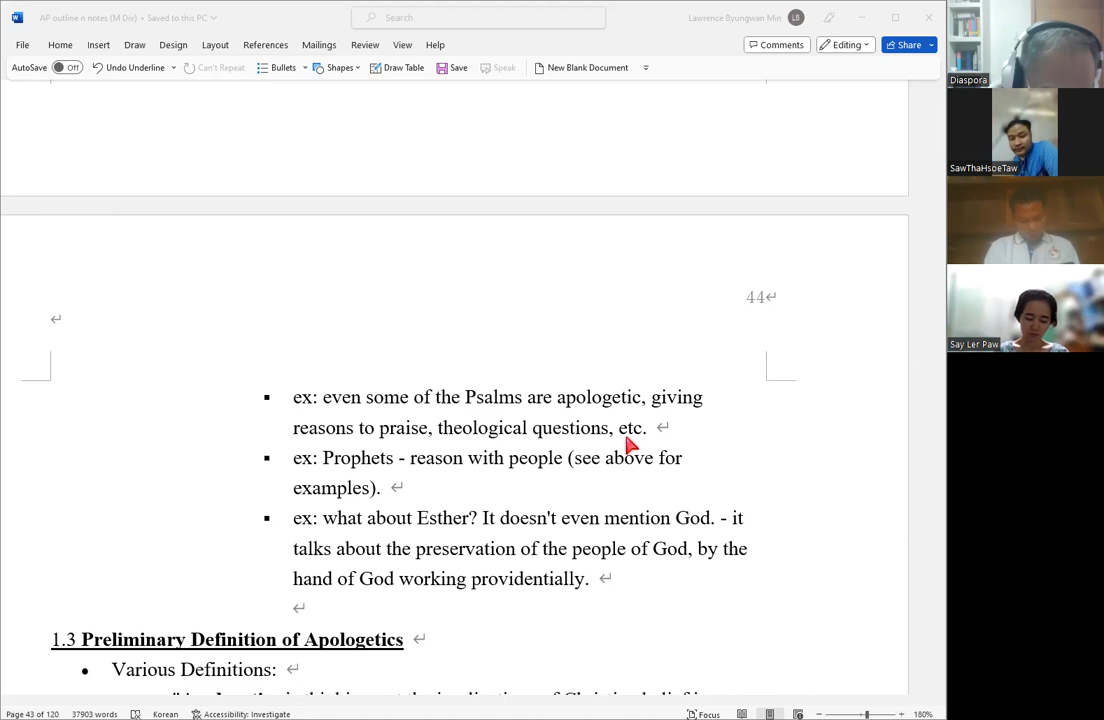 AP outline n notes (M Div) • Saved to this PC
Search
Lawrence Byungwan Min LB
File Home Insert Draw Design Layout References Mailings Review View Help
Comments Editing Share
AutoSave Off Undo Underline Can't Repeat Bullets Shapes Draw Table Save Speak New Blank Document
Diaspora
SawThaHsoeTaw
Say Ler Paw
44
▪ ex: even some of the Psalms are apologetic, giving
reasons to praise, theological questions, etc.
▪ ex: Prophets - reason with people (see above for
examples).
▪ ex: what about Esther? It doesn't even mention God. - it
talks about the preservation of the people of God, by the
hand of God working providentially.
1.3 Preliminary Definition of Apologetics
• Various Definitions:
Page 43 of 120 37903 words Korean Accessibility: Investigate Focus 180%